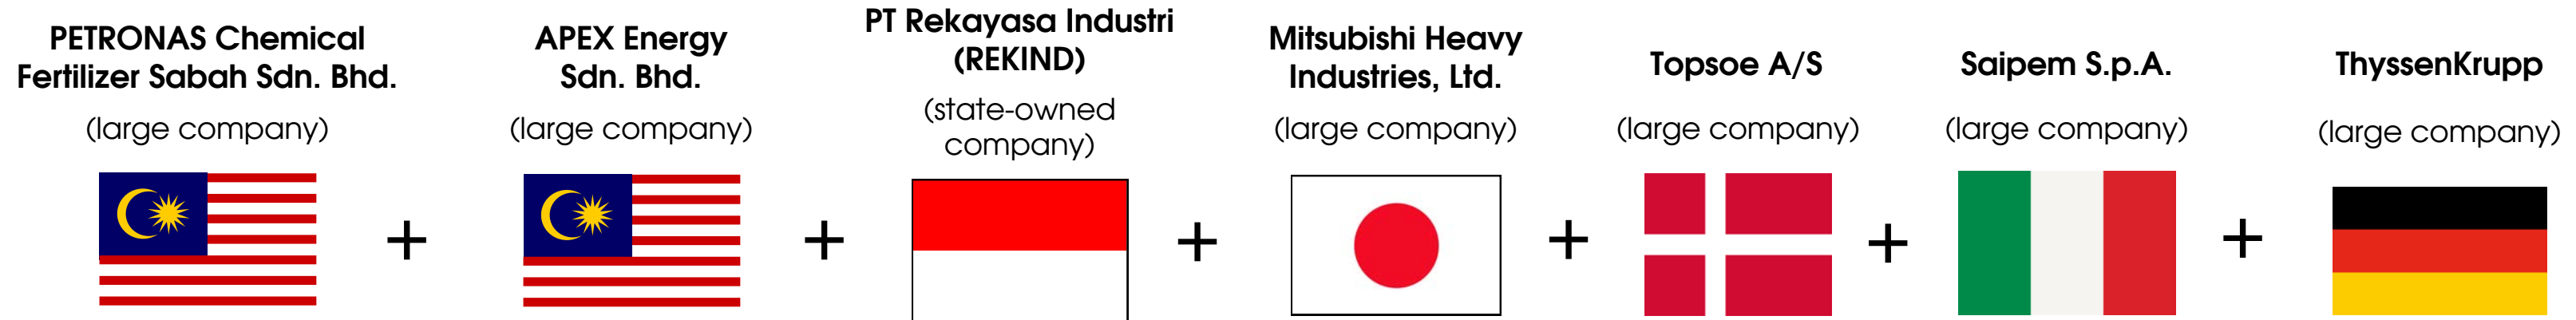 PETRONAS Chemical
Fertilizer Sabah Sdn. Bhd.
(large company)
+
APEX Energy
Sdn. Bhd.
(large company)
+
PT Rekayasa Industri
(REKIND)
(state-owned
company)
+
Mitsubishi Heavy
Industries, Ltd.
(large company)
+
Topsoe A/S
(large company)
+
Saipem S.p.A.
(large company)
+
ThyssenKrupp
(large company)